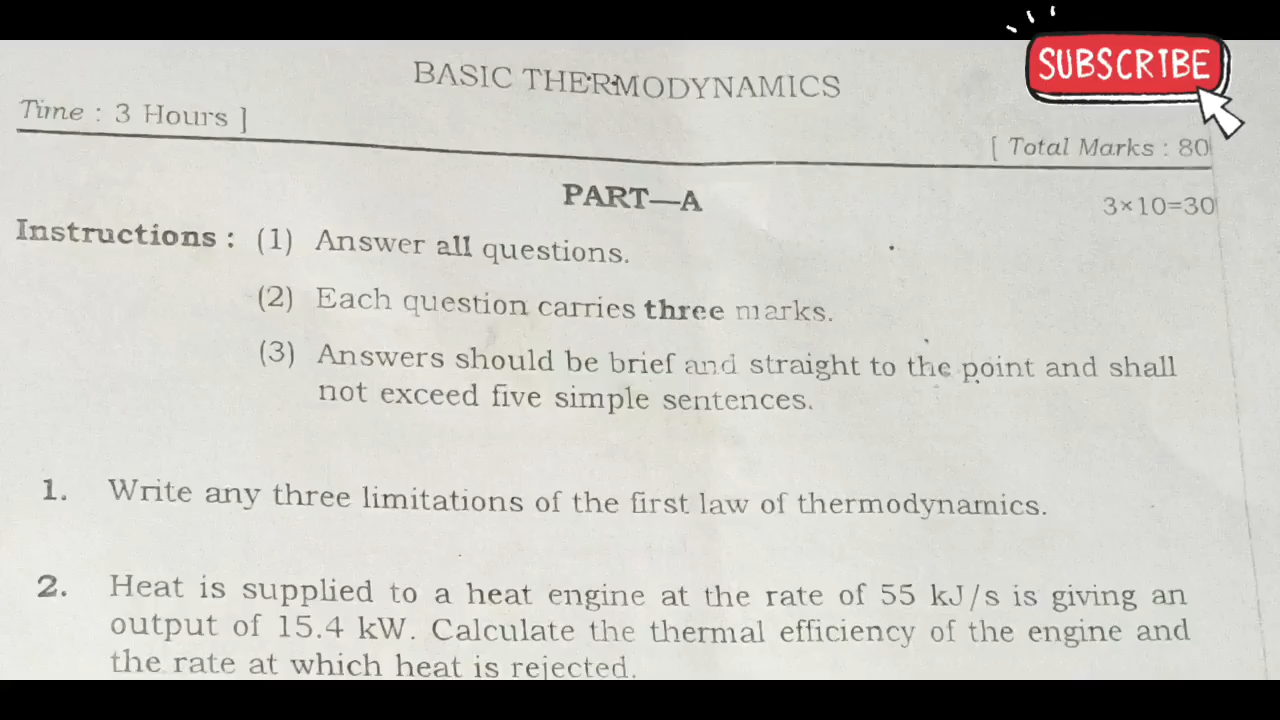 SUBSCRIBE
BASIC THERMODYNAMICS
Time : 3 Hours ]
[ Total Marks : 80
PART—A
3×10=30
Instructions : (1) Answer all questions.
(2) Each question carries three marks.
(3) Answers should be brief and straight to the point and shall
not exceed five simple sentences.
1. Write any three limitations of the first law of thermodynamics.
2. Heat is supplied to a heat engine at the rate of 55 kJ/s is giving an
output of 15.4 kW. Calculate the thermal efficiency of the engine and
the rate at which heat is rejected.